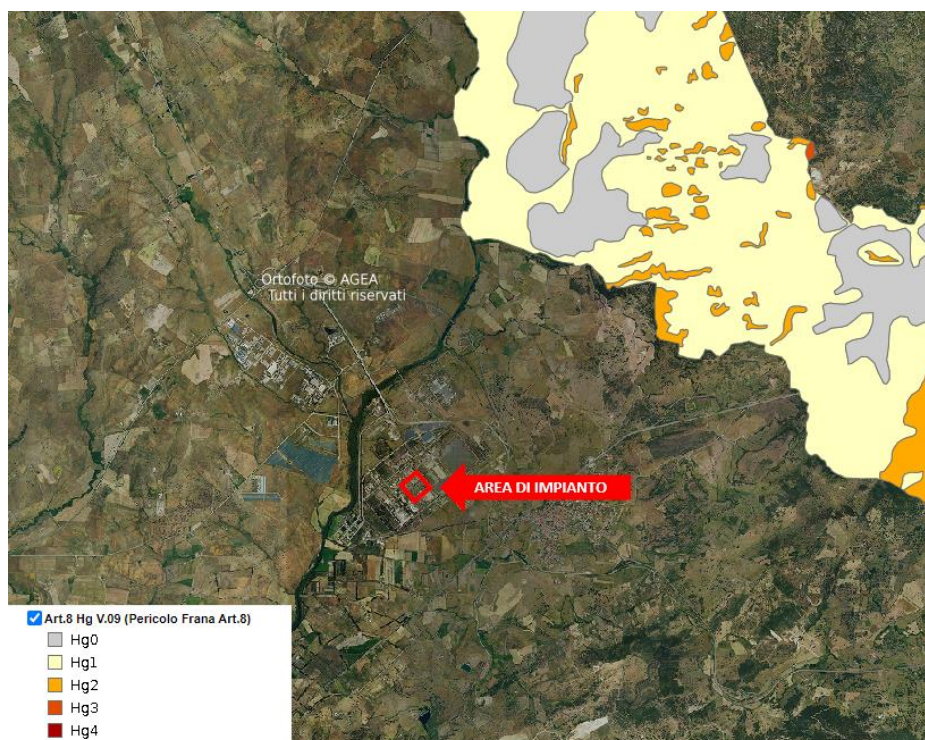 Ortofoto © AGEA
Tutti i diritti riservati
AREA DI IMPIANTO
Art.8 Hg V.09 (Pericolo Frana Art.8)
Hg0
Hg1
Hg2
Hg3
Hg4